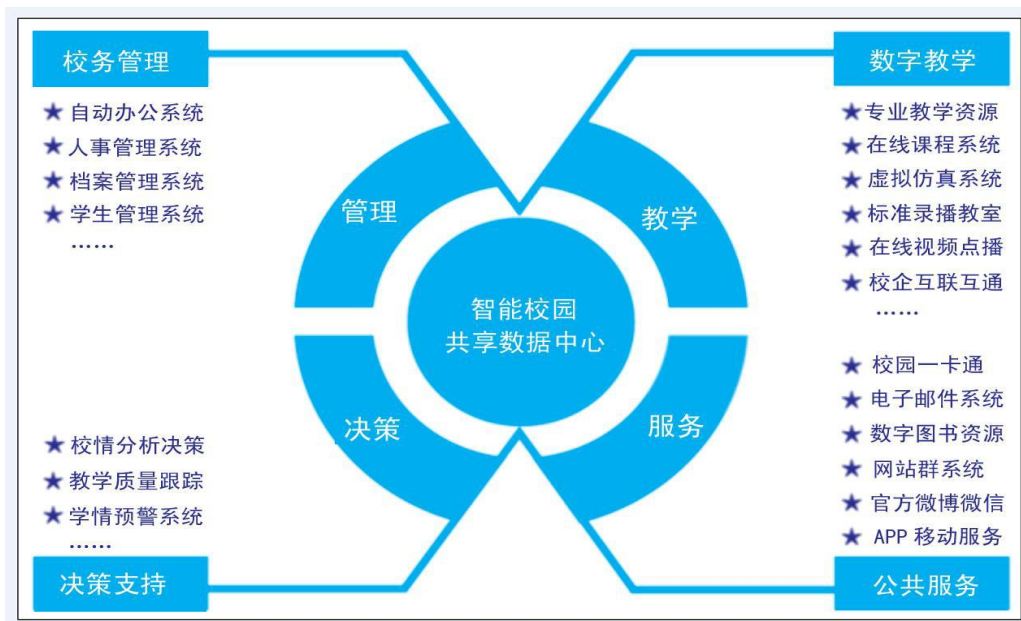 校务管理
★自动办公系统
★人事管理系统
★档案管理系统
★学生管理系统
……
数字教学
★专业教学资源
★在线课程系统
★虚拟仿真系统
★标准录播教室
★在线视频点播
★校企互联互通
……
管理
教学
智能校园
共享数据中心
决策
服务
★校情分析决策
★教学质量跟踪
★学情预警系统
……
决策支持
★校园一卡通
★电子邮件系统
★数字图书资源
★网站群系统
★官方微博微信
★APP 移动服务
公共服务